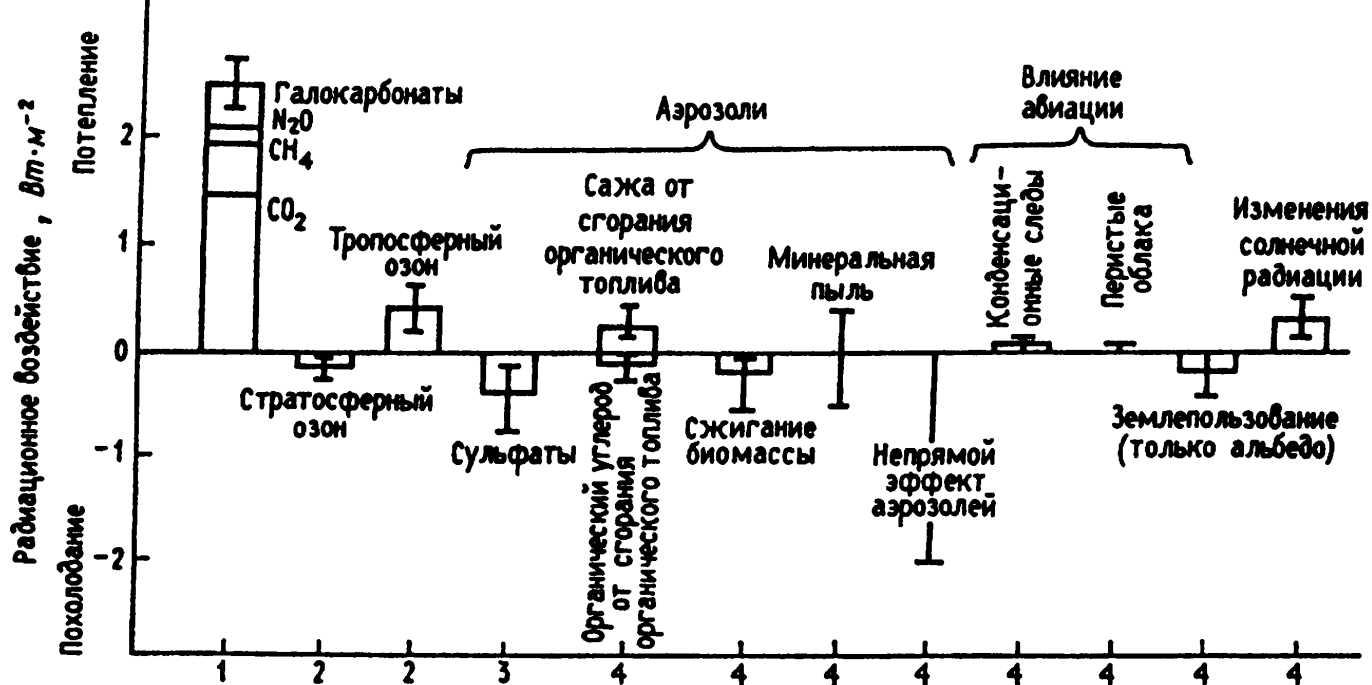 Радиационное воздействие, Вт·м⁻²
Потепление
Похолодание
2
1
0
-1
-2
Галокарбонаты
N₂O
CH₄
CO₂
Стратосферный
озон
Тропосферный
озон
Аэрозоли
Сульфаты
Сажа от
сгорания
органического
топлива
Органический углерод
от сгорания
органического топлива
Сжигание
биомассы
Минеральная
пыль
Непрямой
эффект
аэрозолей
Влияние
авиации
Конденсаци-
онные следы
Перистые
облака
Землепользование
(только альбедо)
Изменения
солнечной
радиации
1 2 2 3 4 4 4 4 4 4 4 4